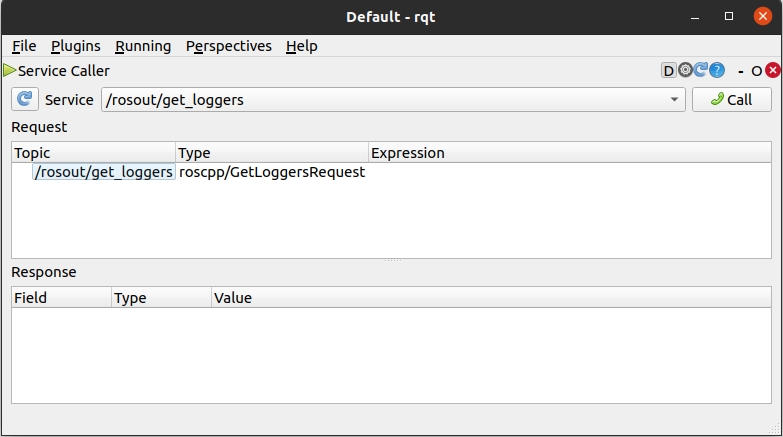 Default - rqt
File Plugins Running Perspectives Help
Service Caller D ? - O
Service /rosout/get_loggers Call
Request
Topic Type Expression
/rosout/get_loggers roscpp/GetLoggersRequest
Response
Field Type Value